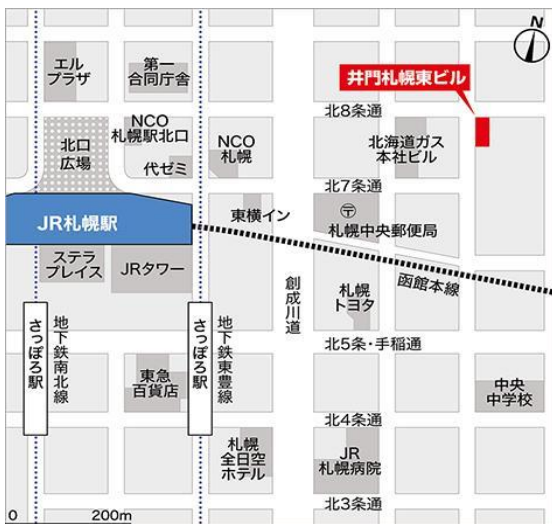 N
エル
プラザ
第一
合同庁舎
井門札幌東ビル
北8条通
北口
広場
NCO
札幌駅北口
代ゼミ
NCO
札幌
北海道ガス
本社ビル
北7条通
JR札幌駅
東横イン
〒
札幌中央郵便局
ステラ
プレイス
JRタワー
函館本線
創成川道
札幌
トヨタ
さっぽろ駅
地下鉄南北線
さっぽろ駅
地下鉄東豊線
北5条・手稲通
東急
百貨店
中央
中学校
北4条通
札幌
全日空
ホテル
JR
札幌病院
北3条通
0 200m